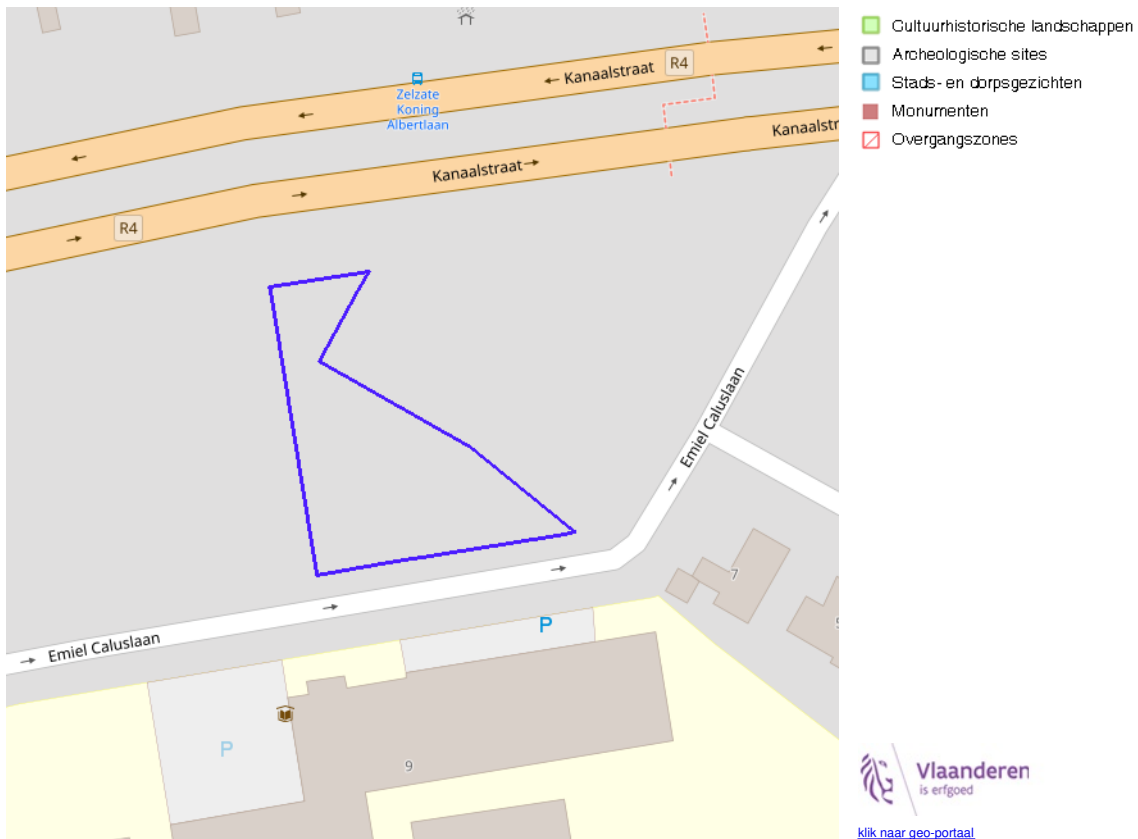 Kanaalstraat
R4
Zelzate
Koning
Albertlaan
Kanaalstr
Kanaalstraat
R4
Emiel Caluslaan
7
P
Emiel Caluslaan
P
9
Cultuurhistorische landschappen
Archeologische sites
Stads- en dorpsgezichten
Monumenten
Overgangszones
Vlaanderen
is erfgoed
klik naar geo-portaal